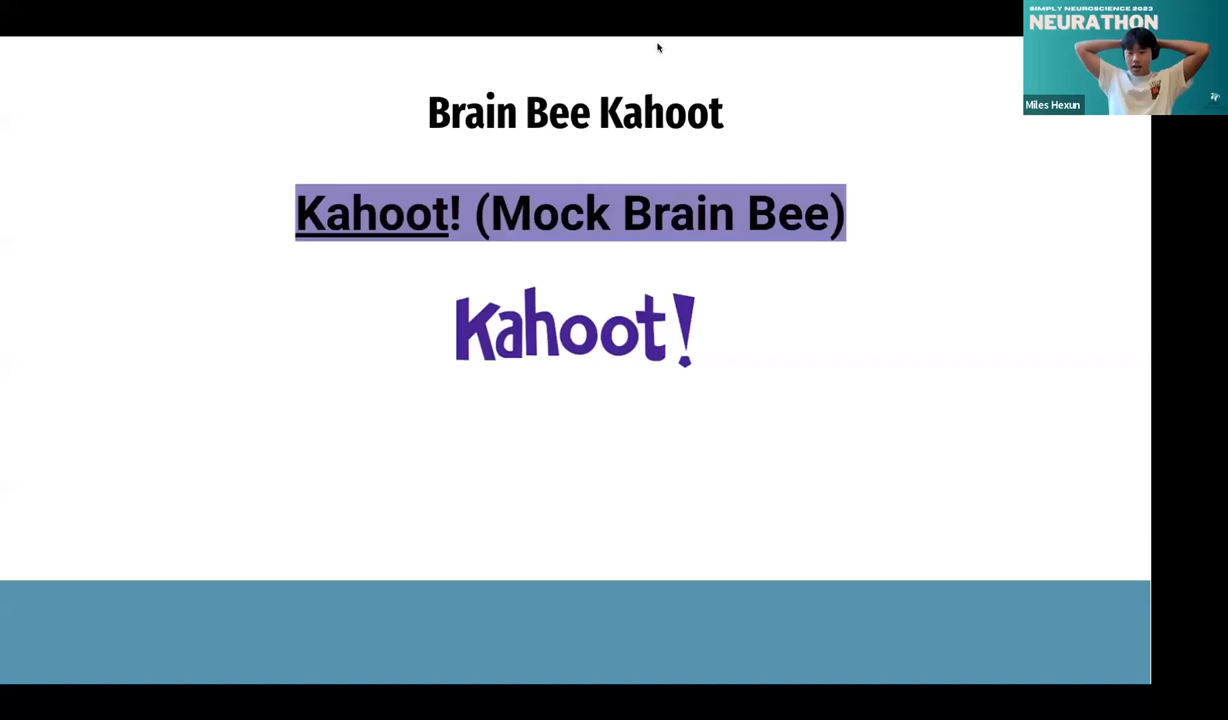 SIMPLY NEUROSCIENCE 2023
NEURATHON
Miles Hexun
Brain Bee Kahoot
Kahoot! (Mock Brain Bee)
Kahoot!